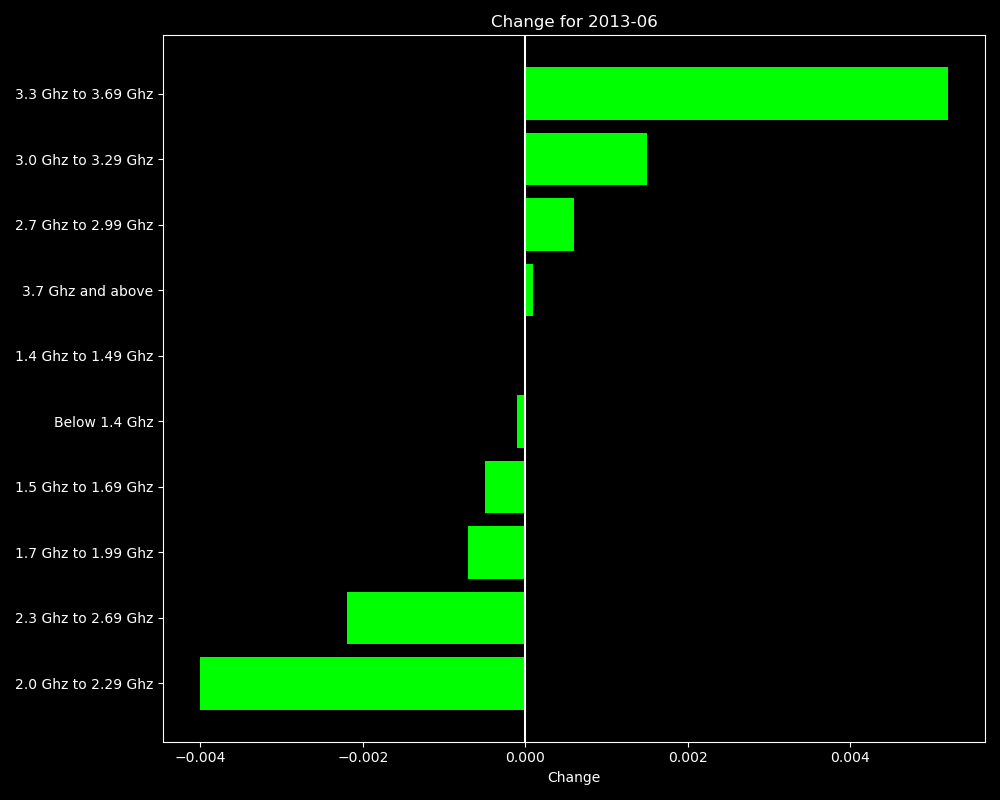 Change for 2013-06
3.3 Ghz to 3.69 Ghz
3.0 Ghz to 3.29 Ghz
2.7 Ghz to 2.99 Ghz
3.7 Ghz and above
1.4 Ghz to 1.49 Ghz
Below 1.4 Ghz
1.5 Ghz to 1.69 Ghz
1.7 Ghz to 1.99 Ghz
2.3 Ghz to 2.69 Ghz
2.0 Ghz to 2.29 Ghz
−0.004 −0.002 0.000 0.002 0.004
Change